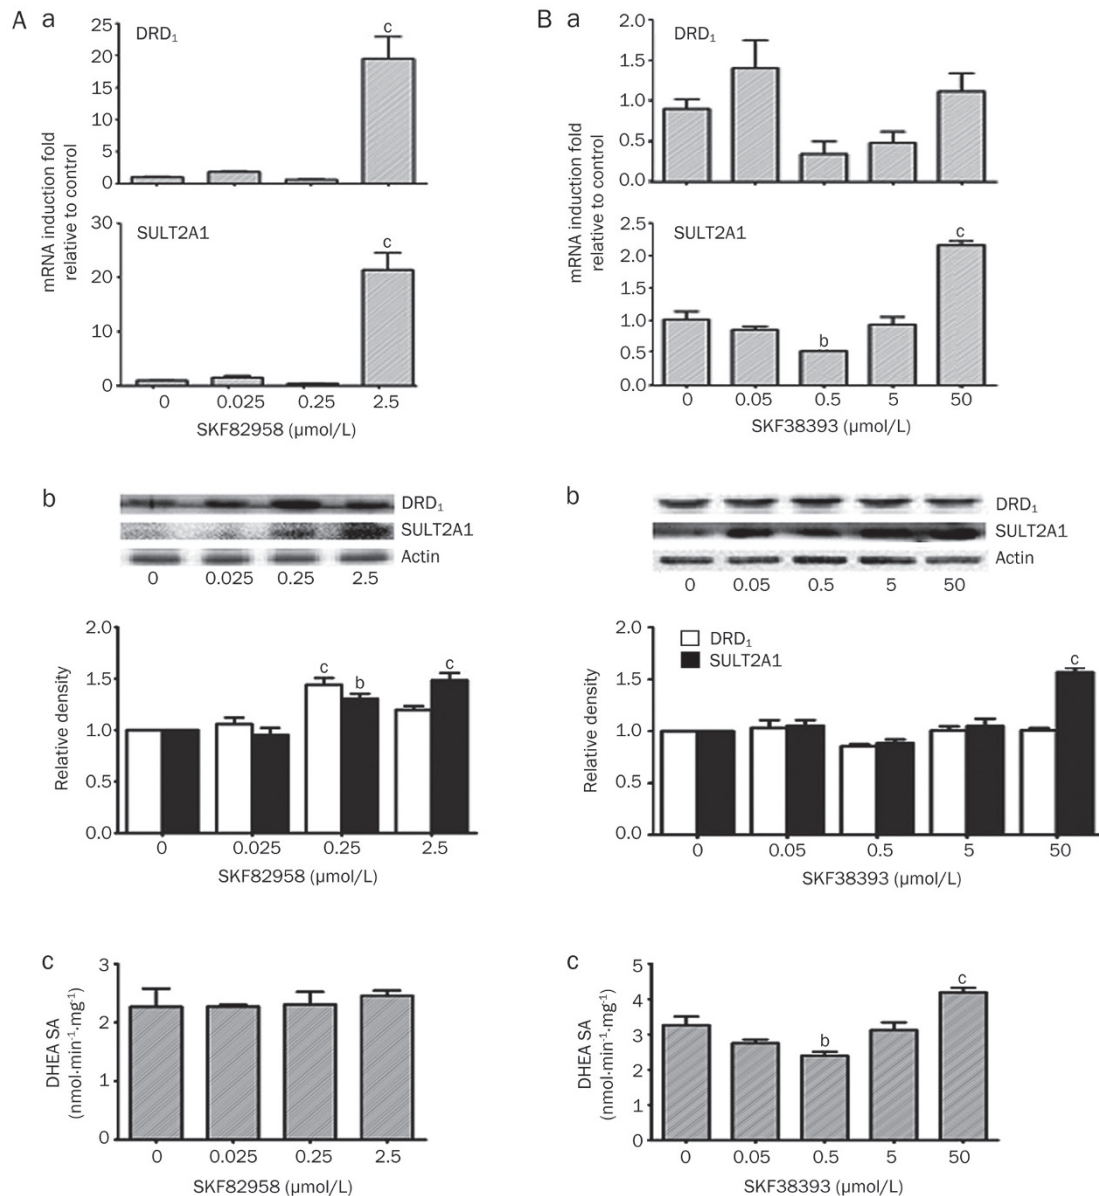 A a
mRNA induction fold
relative to control
25
20
15
10
5
0
DRD₁
c
mRNA induction fold
relative to control
30
20
10
0
SULT2A1
c
0 0.025 0.25 2.5
SKF82958 (μmol/L)
b
DRD₁
SULT2A1
Actin
0 0.025 0.25 2.5
Relative density
2.0
1.5
1.0
0.5
0.0
c b c
0 0.025 0.25 2.5
SKF82958 (μmol/L)
c
DHEA SA
(nmol·min⁻¹·mg⁻¹)
3
2
1
0
0 0.025 0.25 2.5
SKF82958 (μmol/L)
B a
mRNA induction fold
relative to control
2.0
1.5
1.0
0.5
0.0
DRD₁
2.5
2.0
1.5
1.0
0.5
0.0
SULT2A1
b c
0 0.05 0.5 5 50
SKF38393 (μmol/L)
b
DRD₁
SULT2A1
Actin
0 0.05 0.5 5 50
Relative density
2.0
1.5
1.0
0.5
0.0
DRD₁
SULT2A1
c
0 0.05 0.5 5 50
SKF38393 (μmol/L)
c
DHEA SA
(nmol·min⁻¹·mg⁻¹)
5
4
3
2
1
0
b c
0 0.05 0.5 5 50
SKF38393 (μmol/L)